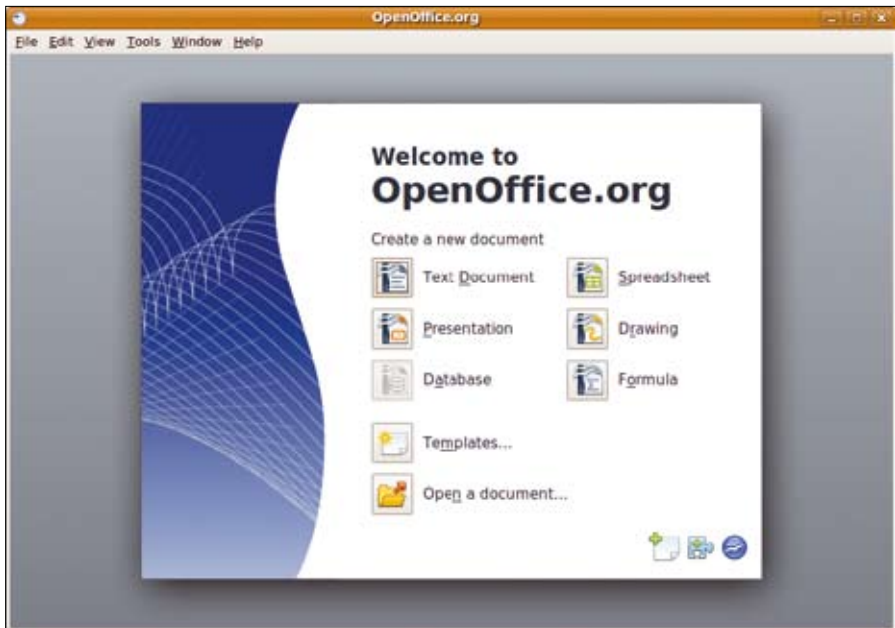 OpenOffice.org
File Edit View Tools Window Help
Welcome to
OpenOffice.org
Create a new document
Text Document Spreadsheet
Presentation Drawing
Database Formula
Templates...
Open a document...